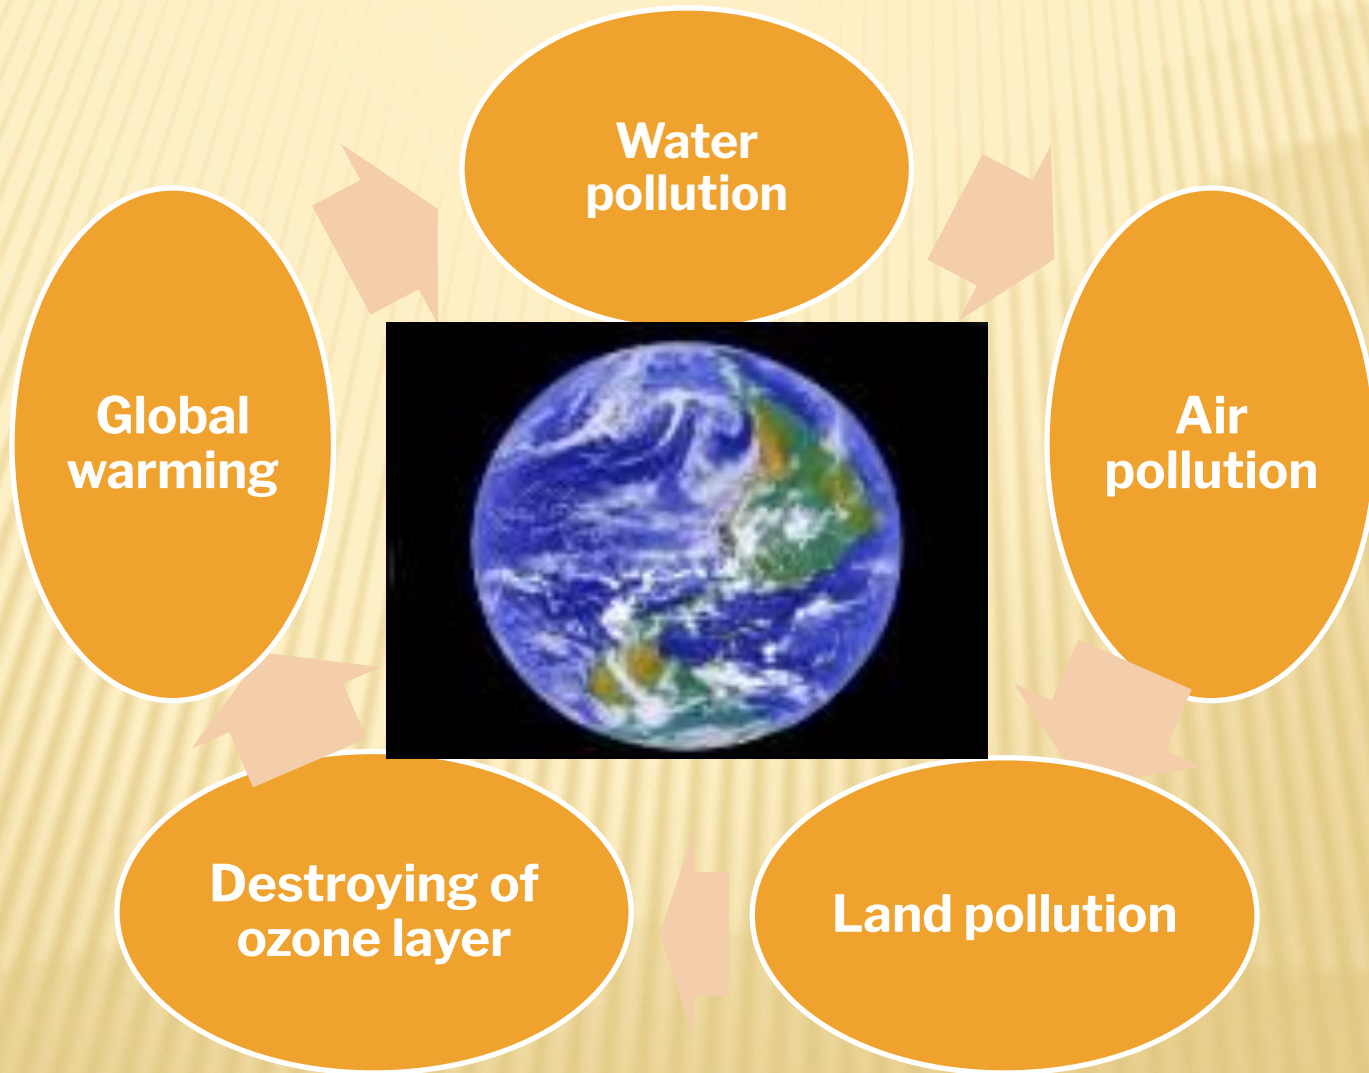 Water
pollution
Air
pollution
Land pollution
Destroying of
ozone layer
Global
warming